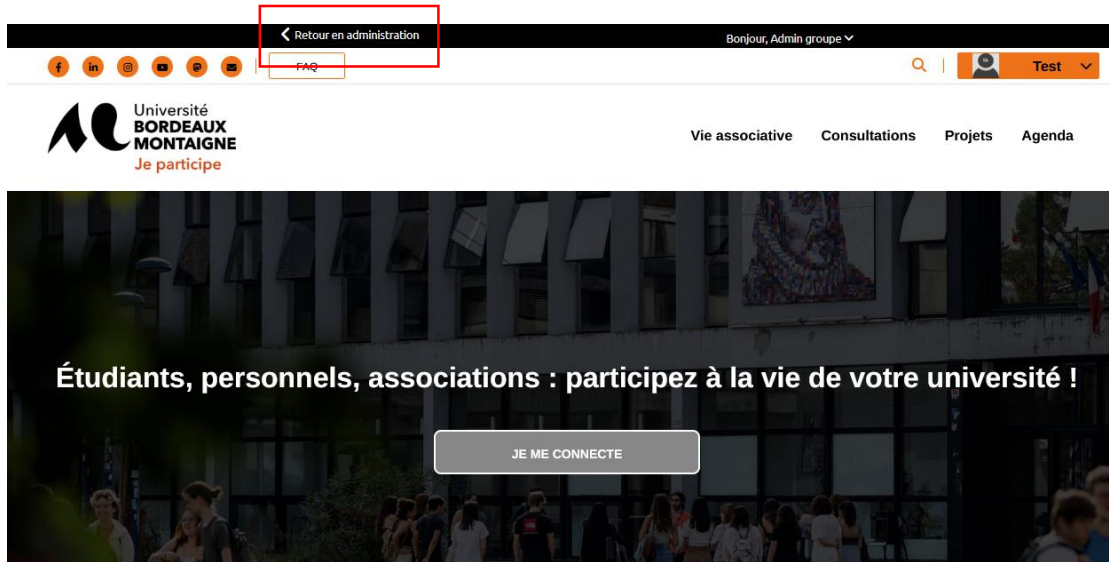 Retour en administration
Bonjour, Admin groupe
FAQ
Test
Université
BORDEAUX
MONTAIGNE
Je participe
Vie associative Consultations Projets Agenda
Étudiants, personnels, associations : participez à la vie de votre université !
JE ME CONNECTE